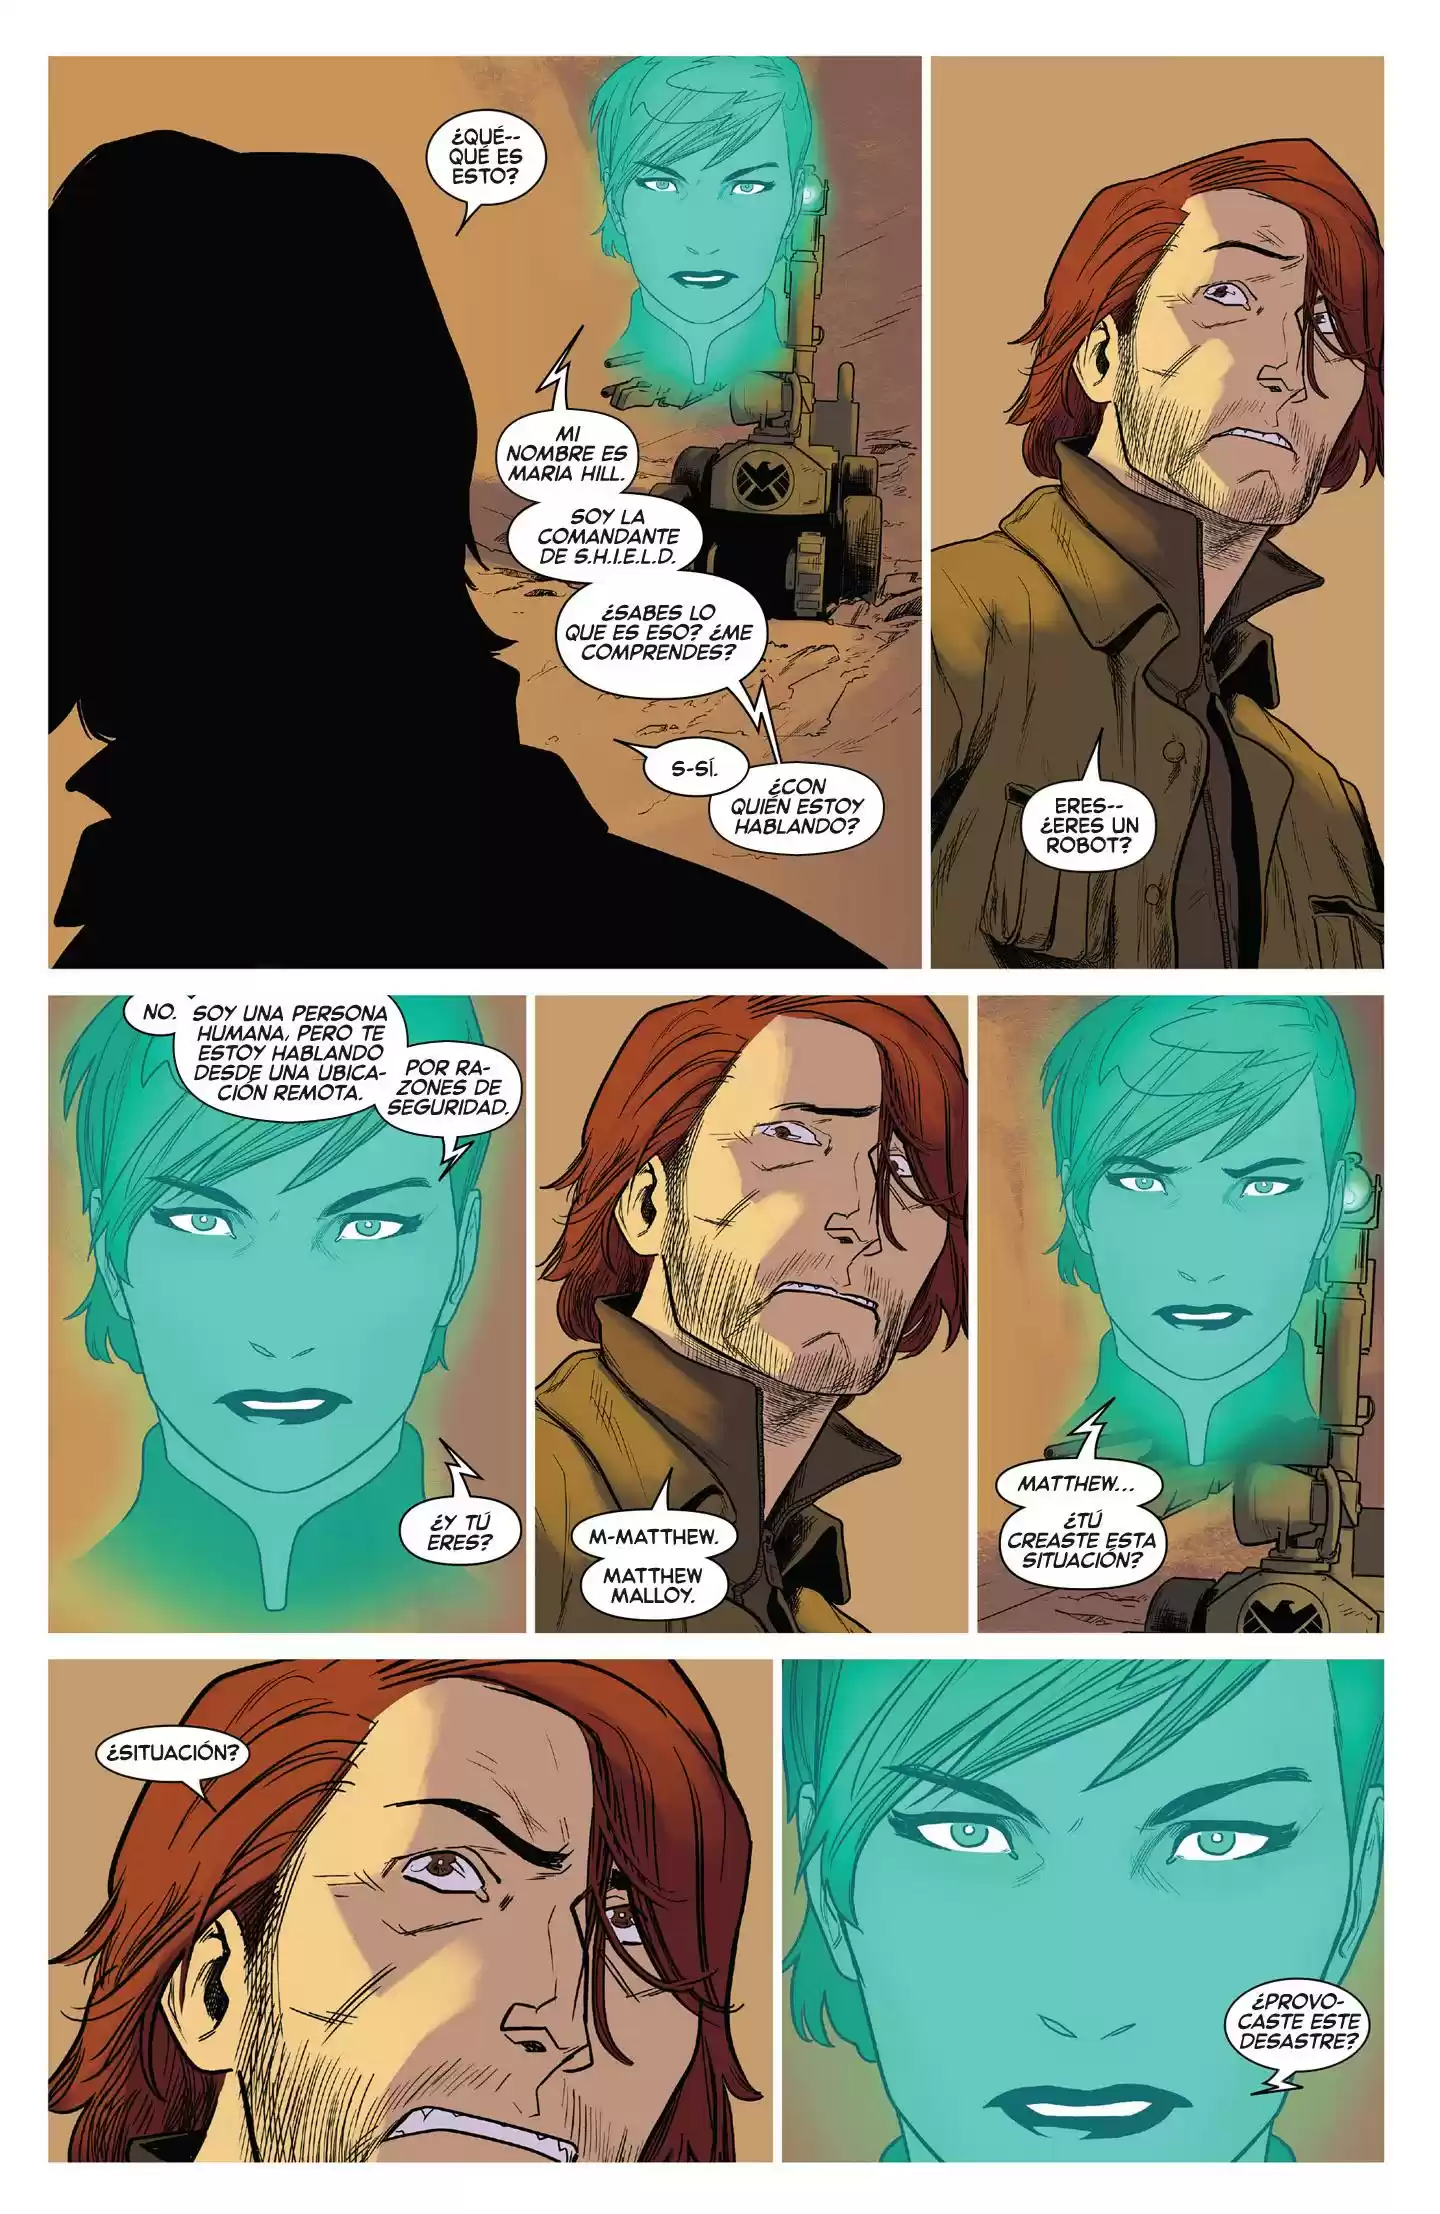 ¿QUÉ--
QUÉ ES
ESTO?
MI
NOMBRE ES
MARIA HILL.
SOY LA
COMANDANTE
DE S.H.I.E.L.D.
¿SABES LO
QUE ES ESO? ¿ME
COMPRENDES?
S-SÍ.
¿CON
QUIÉN ESTOY
HABLANDO?
ERES--
¿ERES UN
ROBOT?
NO.
SOY UNA PERSONA
HUMANA, PERO TE
ESTOY HABLANDO
DESDE UNA UBICA-
CIÓN REMOTA.
POR RA-
ZONES DE
SEGURIDAD.
¿Y TÚ
ERES?
M-MATTHEW.
MATTHEW
MALLOY.
MATTHEW...
¿TÚ
CREASTE ESTA
SITUACIÓN?
¿SITUACIÓN?
¿PROVO-
CASTE ESTE
DESASTRE?